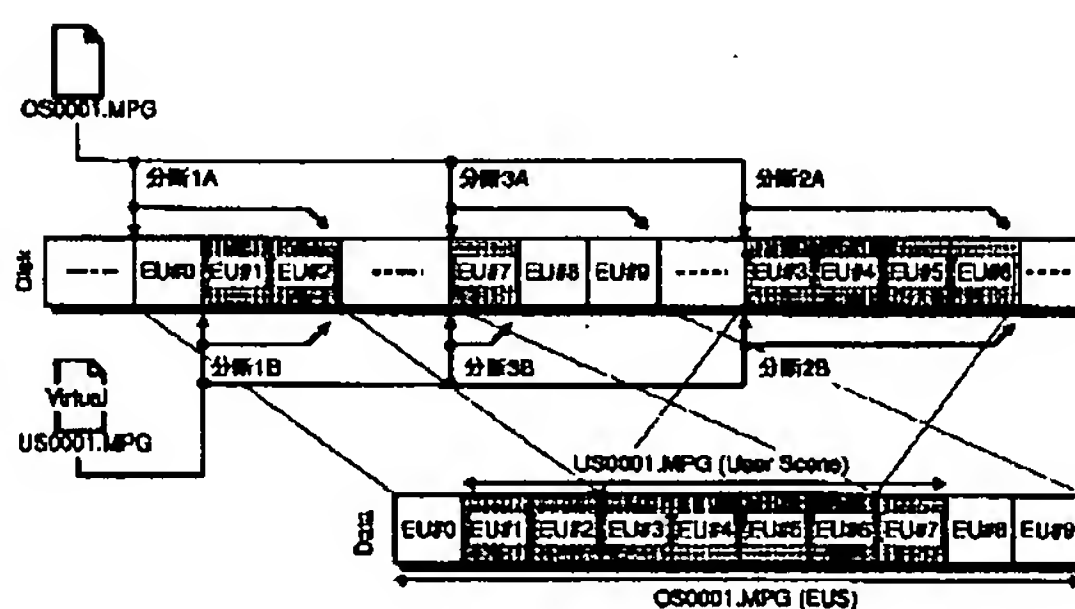 OS0001.MPG
分断1A
分断3A
分断2A
Disk
EU#0 EU#1 EU#2 EU#7 EU#8 EU#9 EU#3 EU#4 EU#5 EU#6
分断1B
分断3B
分断2B
Virtual
US0001.MPG
US0001.MPG (User Scene)
Data
EU#0 EU#1 EU#2 EU#3 EU#4 EU#5 EU#6 EU#7 EU#8 EU#9
OS0001.MPG (EUS)